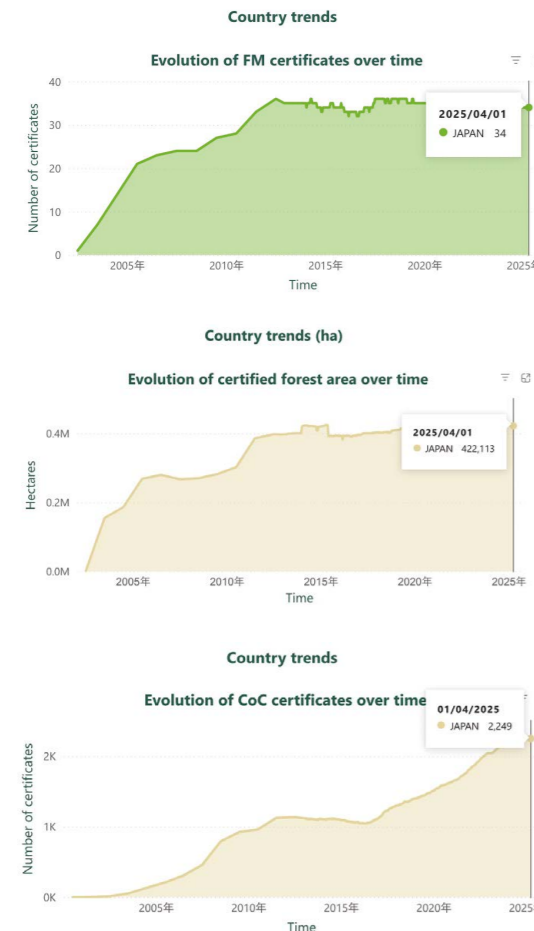 Country trends
Evolution of FM certificates over time
Number of certificates
40
30
20
10
0
2025/04/01
JAPAN 34
2005年
2010年
2015年
2020年
2025年
Time
Country trends (ha)
Evolution of certified forest area over time
Hectares
0.4M
0.2M
0.0M
2025/04/01
JAPAN 422,113
2005年
2010年
2015年
2020年
2025年
Time
Country trends
Evolution of CoC certificates over time
Number of certificates
2K
1K
0K
01/04/2025
JAPAN 2,249
2005年
2010年
2015年
2020年
2025
Time